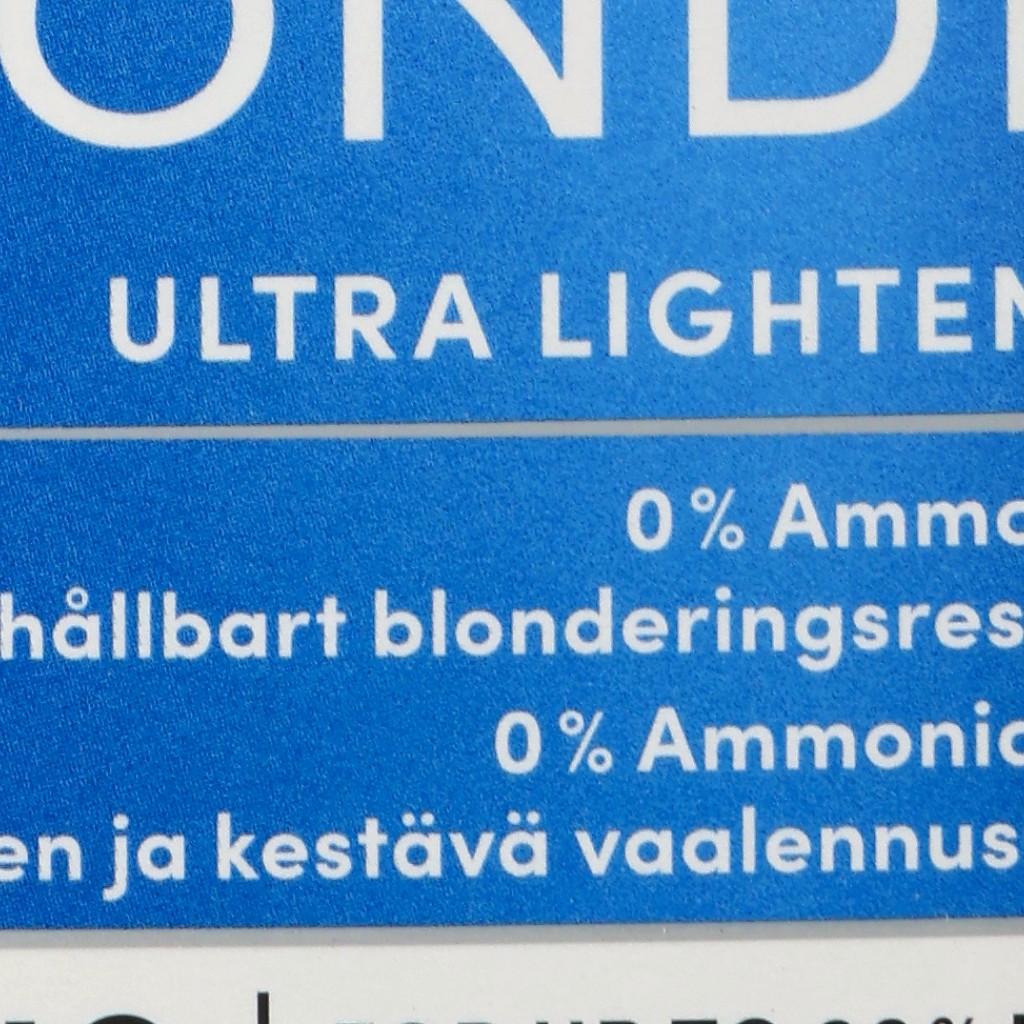 ULTRA LIGHTEN
0% Ammo
hållbart blonderingsres
0% Ammonia
en ja kestävä vaalennus